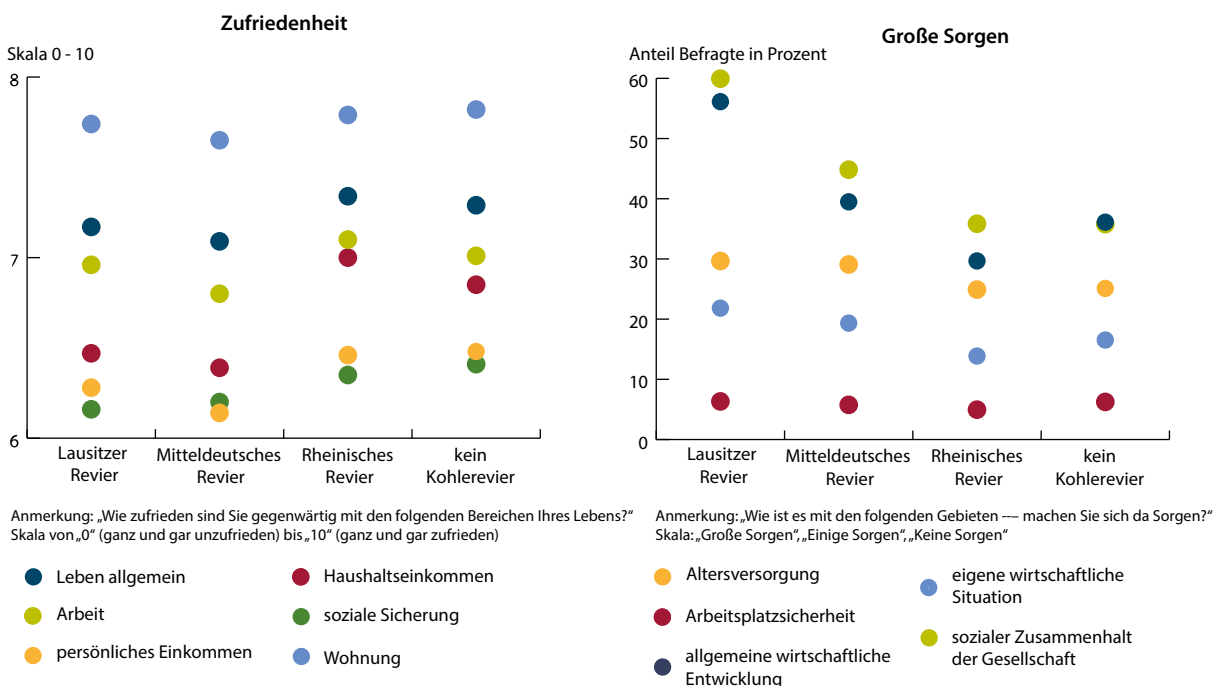 Zufriedenheit
Skala 0 - 10
8
7
6
Lausitzer
Revier
Mitteldeutsches
Revier
Rheinisches
Revier
kein
Kohlerevier
Anmerkung: „Wie zufrieden sind Sie gegenwärtig mit den folgenden Bereichen Ihres Lebens?“
Skala von „0“ (ganz und gar unzufrieden) bis „10“ (ganz und gar zufrieden)
Leben allgemein
Arbeit
persönliches Einkommen
Haushaltseinkommen
soziale Sicherung
Wohnung
Große Sorgen
Anteil Befragte in Prozent
60
50
40
30
20
10
0
Lausitzer
Revier
Mitteldeutsches
Revier
Rheinisches
Revier
kein
Kohlerevier
Anmerkung: „Wie ist es mit den folgenden Gebieten --– machen Sie sich da Sorgen?“
Skala: „Große Sorgen“, „Einige Sorgen“, „Keine Sorgen“
Altersversorgung
Arbeitsplatzsicherheit
allgemeine wirtschaftliche
Entwicklung
eigene wirtschaftliche
Situation
sozialer Zusammenhalt
der Gesellschaft